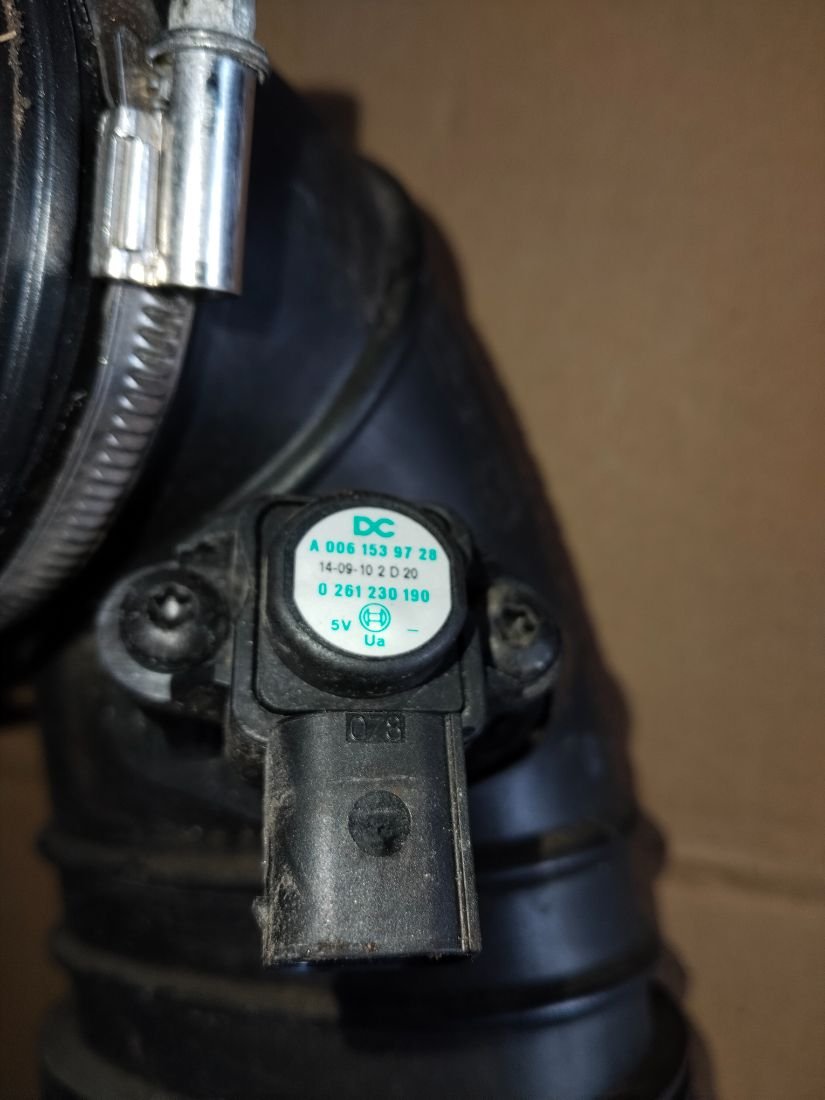 DC
A 006 153 97 28
14-09-10 2 D 20
0 261 230 190
5V
Ua
–
078